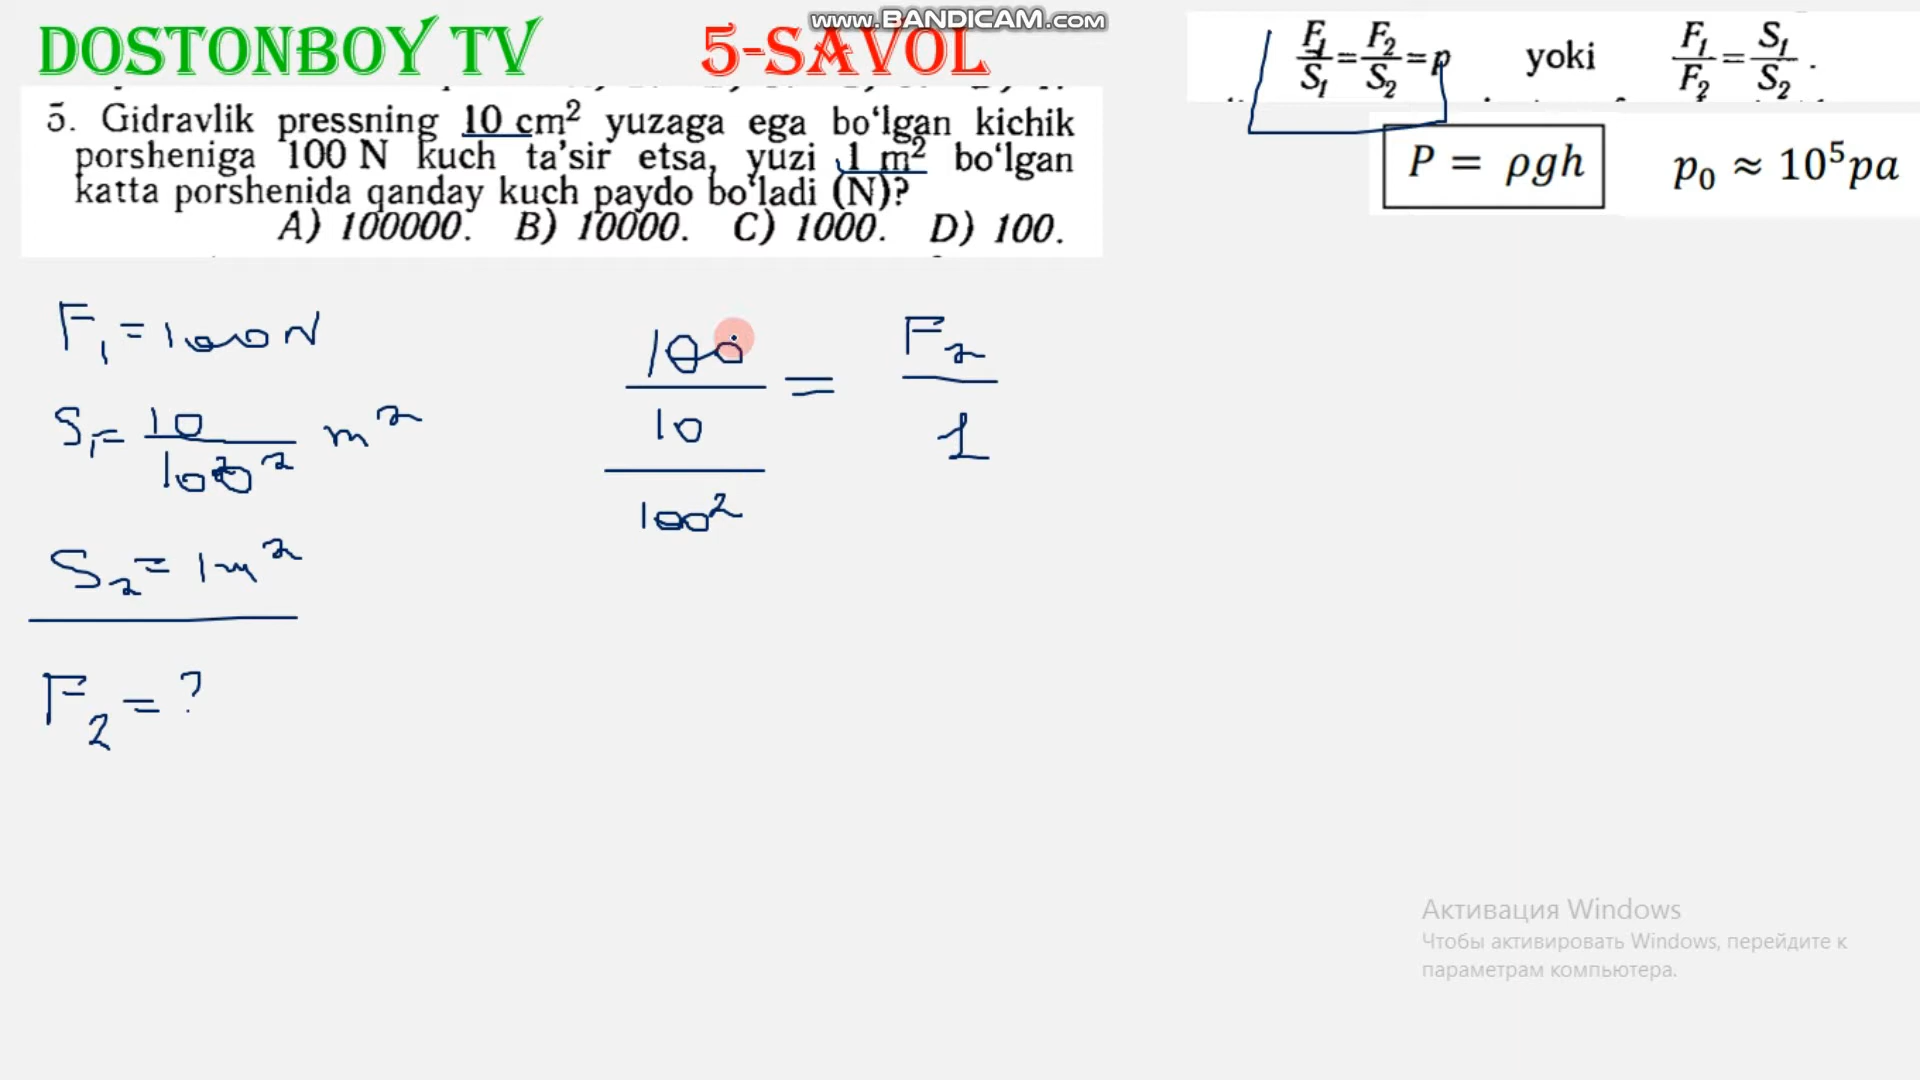 WWW.BANDICAM.COM
DOSTONBOY TV
5-SAVOL
5. Gidravlik pressning 10 cm² yuzaga ega bo‘lgan kichik
porsheniga 100 N kuch ta’sir etsa, yuzi 1 m² bo‘lgan
katta porshenida qanday kuch paydo bo‘ladi (N)?
A) 100000. B) 10000. C) 1000. D) 100.
F₁/S₁ = F₂/S₂ = p yoki F₁/F₂ = S₁/S₂ .
P = ρgh
p₀ ≈ 10⁵pa
F₁ = 100 N
S₁ = 10/100² m²
S₂ = 1 m²
F₂ = ?
100/(10/100²) = F₂/1
Активация Windows
Чтобы активировать Windows, перейдите к
параметрам компьютера.